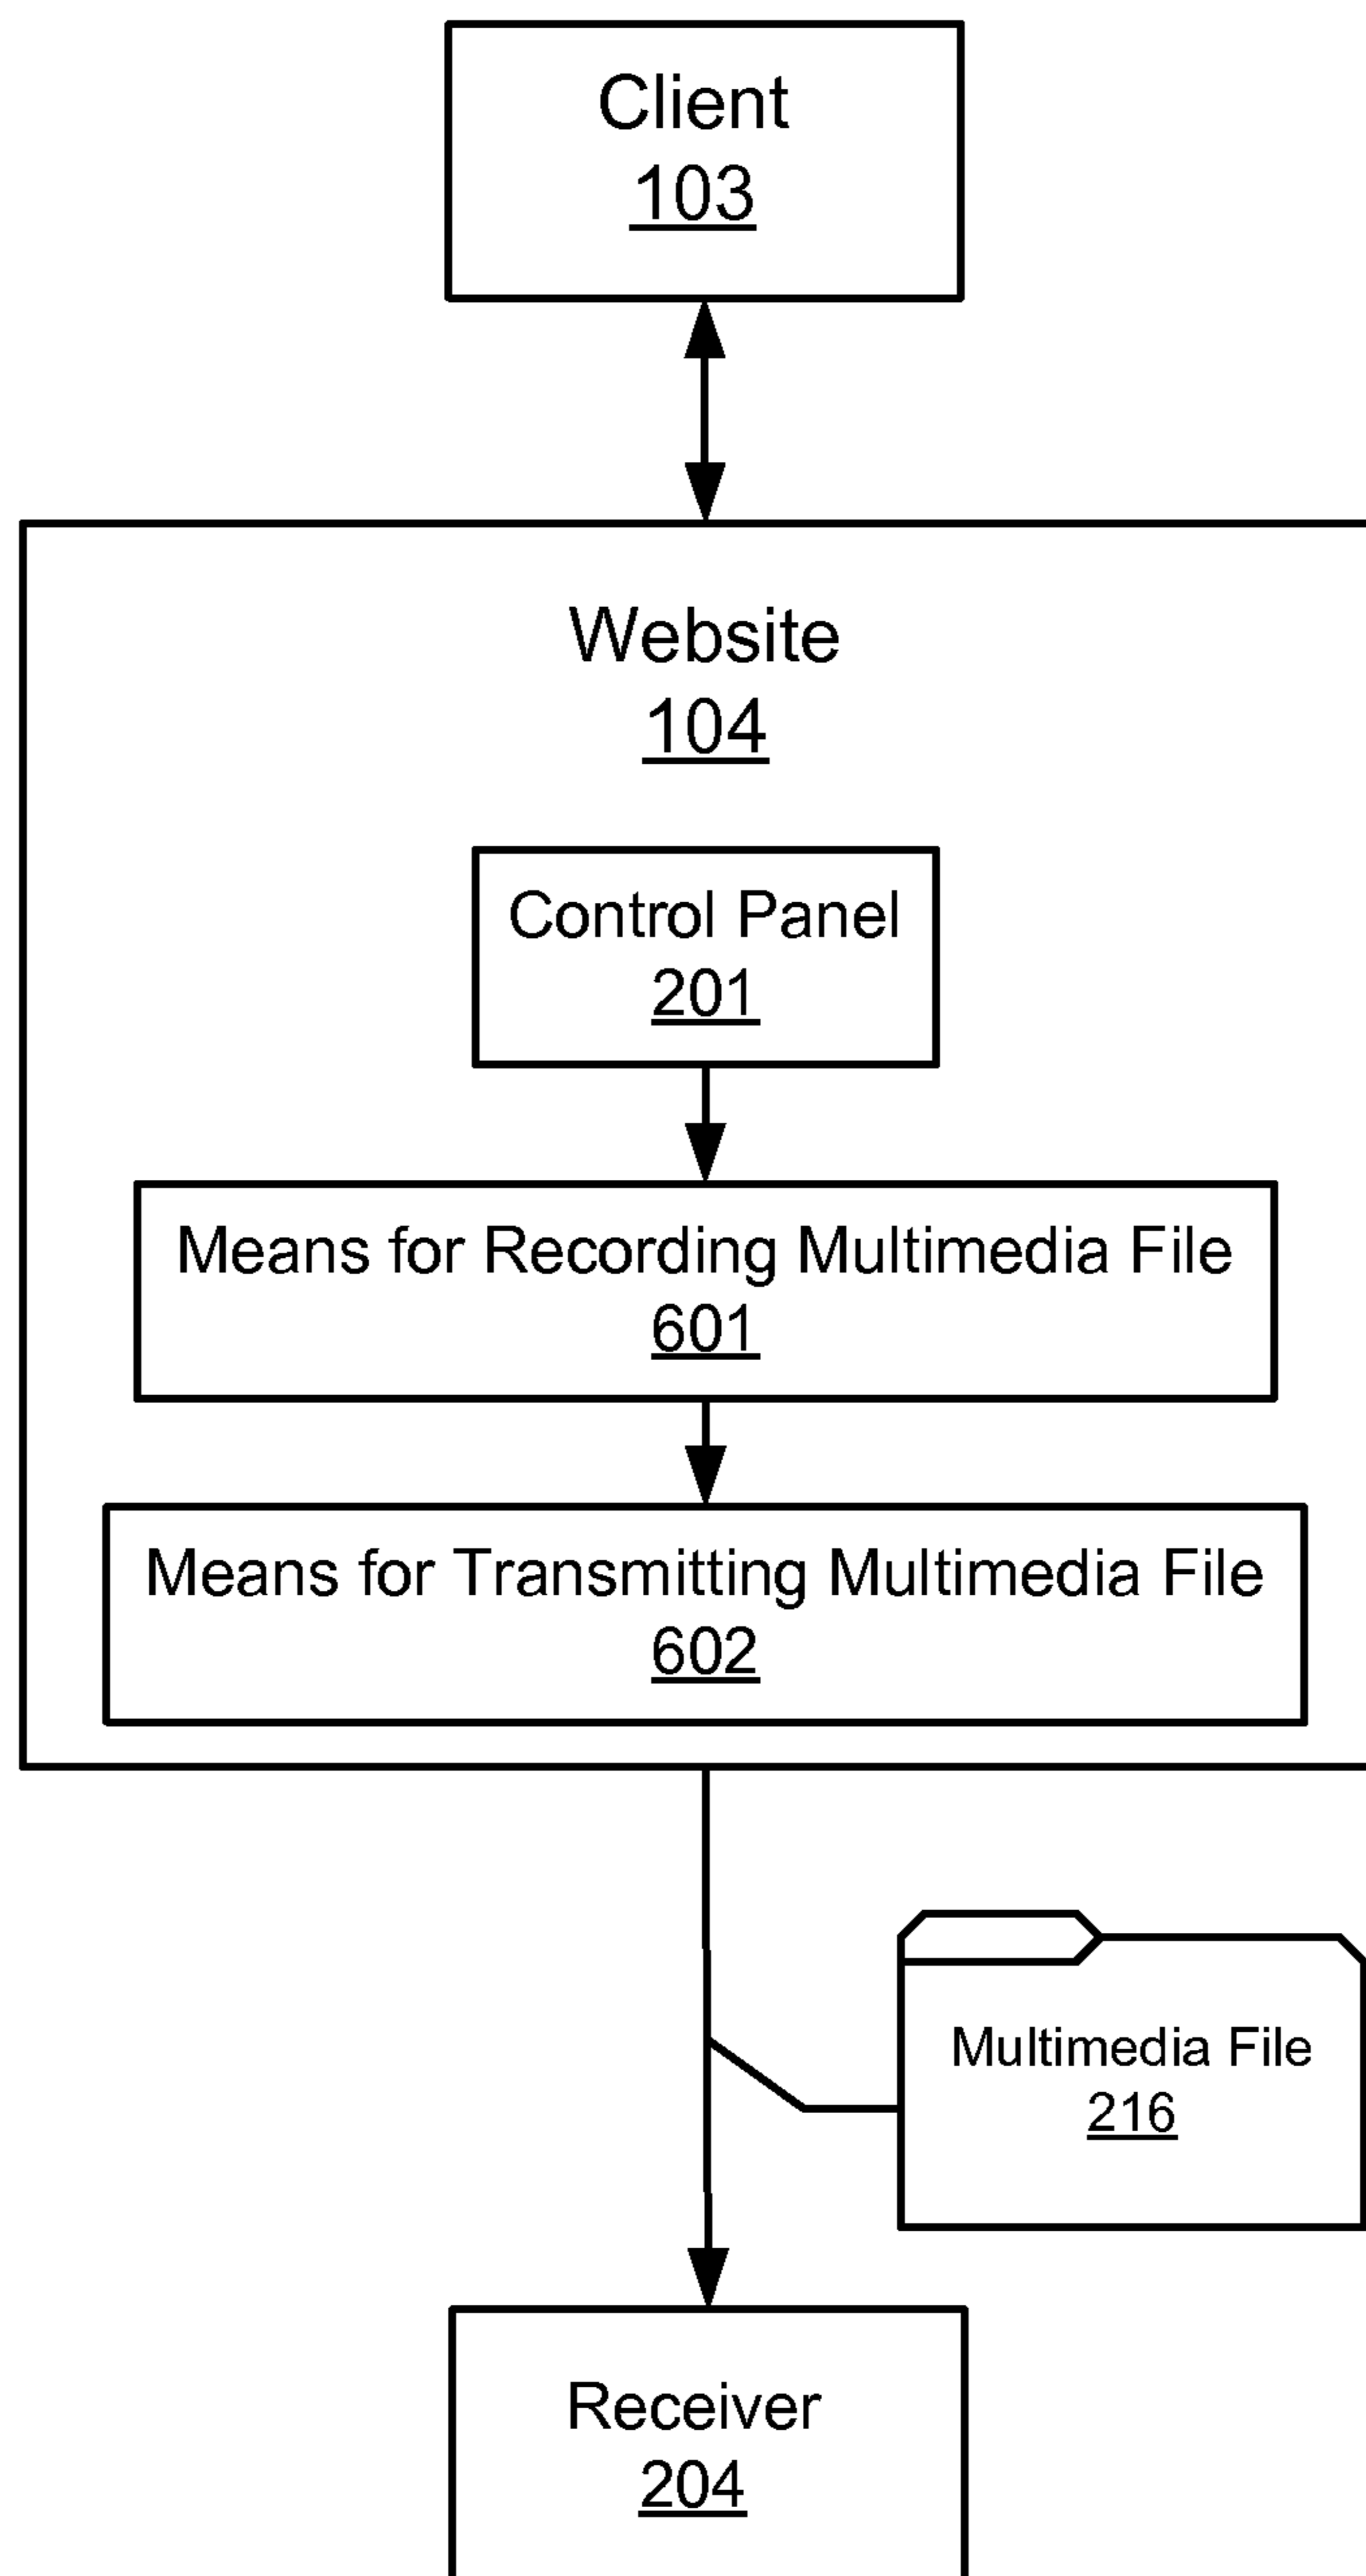 Client
103
Website
104
Control Panel
201
Means for Recording Multimedia File
601
Means for Transmitting Multimedia File
602
Multimedia File
216
Receiver
204